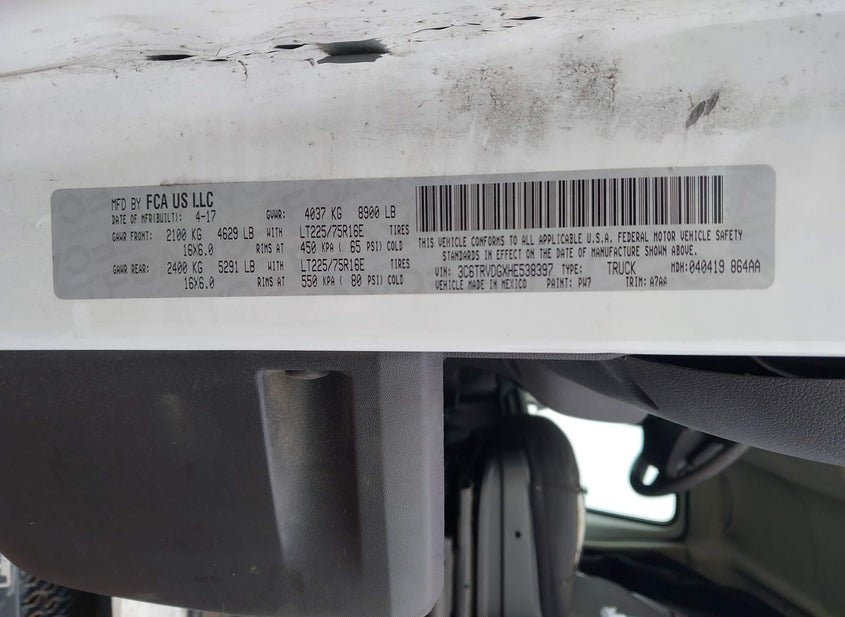 MFD BY FCA US LLC
DATE OF MFR(BUILT): 4-17 GVWR: 4037 KG 8900 LB
GAWR FRONT: 2100 KG 4629 LB WITH LT225/75R16E TIRES
16X6.0 RIMS AT 450 KPA ( 65 PSI) COLD
GAWR REAR: 2400 KG 5291 LB WITH LT225/75R16E TIRES
16X6.0 RIMS AT 550 KPA ( 80 PSI) COLD
THIS VEHICLE CONFORMS TO ALL APPLICABLE U.S.A. FEDERAL MOTOR VEHICLE SAFETY
STANDARDS IN EFFECT ON THE DATE OF MANUFACTURE SHOWN ABOVE.
VIN: 3C6TRVDGXHE538397 TYPE: TRUCK MDH:040419 864AA
VEHICLE MADE IN MEXICO PAINT: PW7 TRIM: A7AA